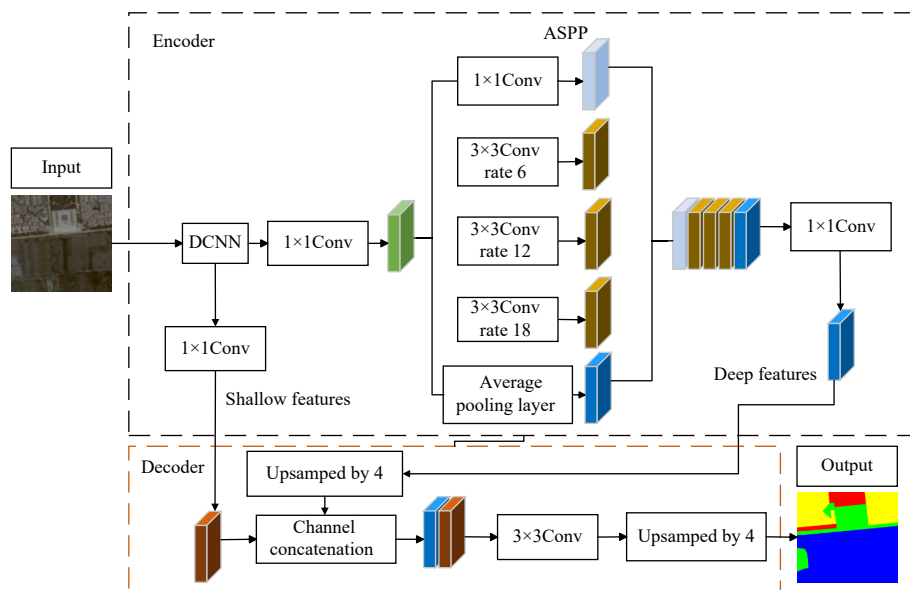 Encoder
ASPP
1×1Conv
3×3Conv
rate 6
Input
3×3Conv
rate 12
DCNN
1×1Conv
1×1Conv
3×3Conv
rate 18
1×1Conv
Average
pooling layer
Deep features
Shallow features
Decoder
Upsamped by 4
Output
Channel
concatenation
3×3Conv
Upsamped by 4